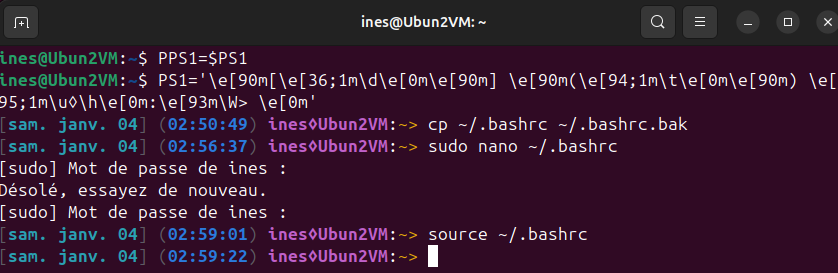 ines@Ubun2VM: ~
ines@Ubun2VM:~$ PPS1=$PS1
ines@Ubun2VM:~$ PS1='\e[90m[\e[36;1m\d\e[0m\e[90m] \e[90m(\e[94;1m\t\e[0m\e[90m) \e[
95;1m\u◊\h\e[0m:\e[93m\W> \e[0m'
[sam. janv. 04] (02:50:49) ines◊Ubun2VM:~> cp ~/.bashrc ~/.bashrc.bak
[sam. janv. 04] (02:56:37) ines◊Ubun2VM:~> sudo nano ~/.bashrc
[sudo] Mot de passe de ines :
Désolé, essayez de nouveau.
[sudo] Mot de passe de ines :
[sam. janv. 04] (02:59:01) ines◊Ubun2VM:~> source ~/.bashrc
[sam. janv. 04] (02:59:22) ines◊Ubun2VM:~>